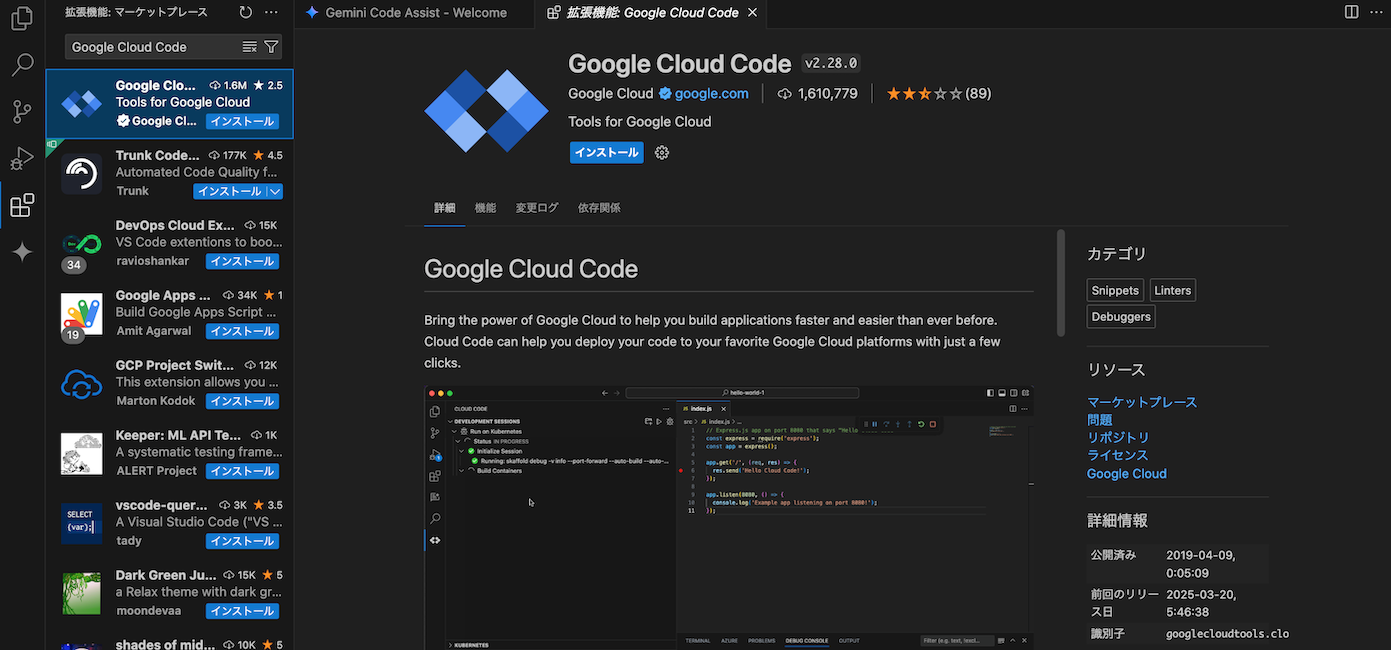 拡張機能: マーケットプレース
Google Cloud Code
Google Clo... 1.6M ★ 2.5
Tools for Google Cloud
Google Cl... インストール
Trunk Code... 177K ★ 4.5
Automated Code Quality f...
Trunk インストール
DevOps Cloud Ex... 15K
VS Code extentions to boo...
ravioshankar インストール
34
Google Apps ... 34K ★ 1
Build Google Apps Script ...
Amit Agarwal インストール
19
GCP Project Swit... 12K
This extension allows you ...
Marton Kodok インストール
Keeper: ML API Te... 1K
A systematic testing frame...
ALERT Project インストール
vscode-quer... 3K ★ 3.5
A Visual Studio Code ("VS ...
tady インストール
SELECT
(var);
Dark Green Ju... 15K ★ 5
a Relax theme with dark gr...
moondevaa インストール
shades of mid... 10K ★ 5
Gemini Code Assist - Welcome
拡張機能: Google Cloud Code
Google Cloud Code v2.28.0
Google Cloud google.com 1,610,779 (89)
Tools for Google Cloud
インストール
詳細 機能 変更ログ 依存関係
Google Cloud Code
Bring the power of Google Cloud to help you build applications faster and easier than ever before.
Cloud Code can help you deploy your code to your favorite Google Cloud platforms with just a few
clicks.
hello-world-1
CLOUD CODE
DEVELOPMENT SESSIONS
Run on Kubernetes
Status IN PROGRESS
Initialize Session
Running: skaffold debug -v info --port-forward --auto-build --auto-...
Build Containers
KUBERNETES
index.js
src > index.js > ...
1 // Express.js app on port 8080 that says "Hello
2 const express = require('express');
3 const app = express();
4
5 app.get('/', (req, res) => {
6 res.send("Hello Cloud Code!");
7 });
8
9 app.listen(8080, () => {
10 console.log('Example app listening on port 8080!');
11 });
TERMINAL AZURE PROBLEMS DEBUG CONSOLE OUTPUT
Filter (e.g. text, !excl...
カテゴリ
Snippets Linters
Debuggers
リソース
マーケットプレース
問題
リポジトリ
ライセンス
Google Cloud
詳細情報
公開済み 2019-04-09,
0:05:09
前回のリリー 2025-03-20,
ス日 5:46:38
識別子 googlecloudtools.clo